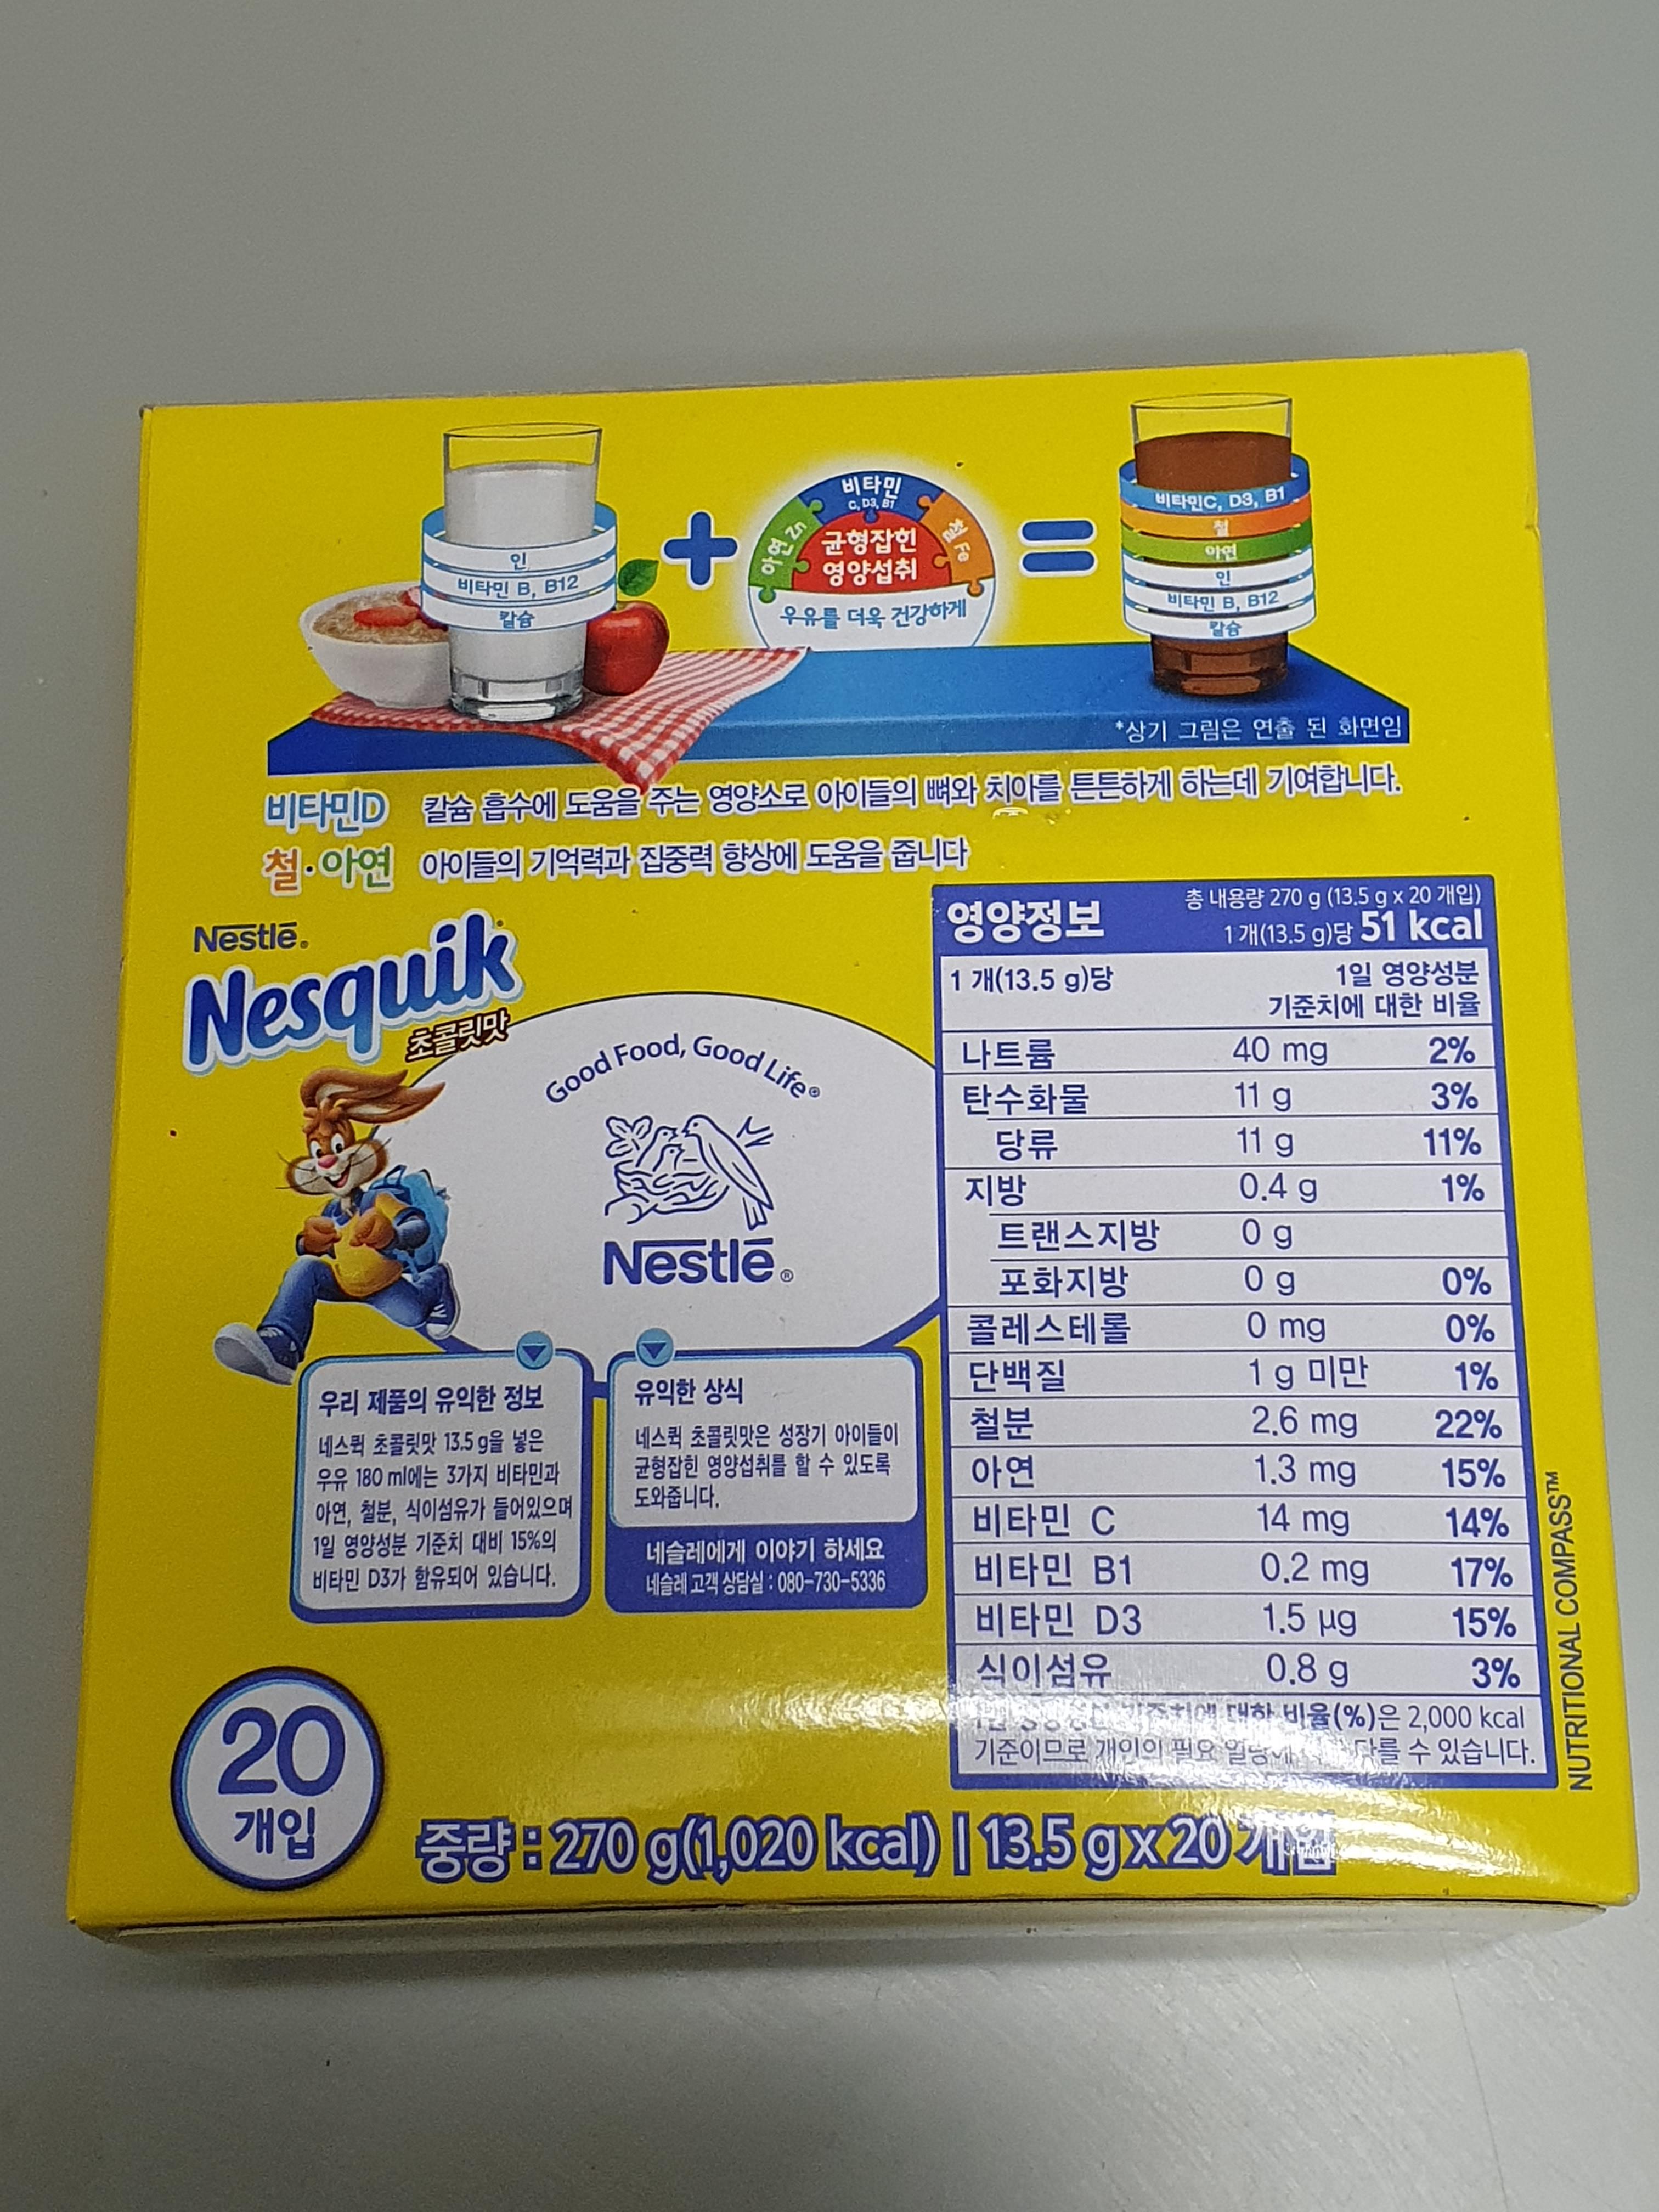 인
비타민 B, B12
칼슘
비타민
C, D3, B1
아연 Zn
철 Fe
균형잡힌
영양섭취
우유를 더욱 건강하게
비타민C, D3, B1
철
아연
인
비타민 B, B12
칼슘
*상기 그림은 연출 된 화면임
비타민D 칼슘 흡수에 도움을 주는 영양소로 아이들의 뼈와 치아를 튼튼하게 하는데 기여합니다.
철·아연 아이들의 기억력과 집중력 향상에 도움을 줍니다
Nestlé®
Nesquik®
초콜릿맛
Good Food, Good Life®
Nestlé®
우리 제품의 유익한 정보
네스퀵 초콜릿맛 13.5 g을 넣은
우유 180 ml에는 3가지 비타민과
아연, 철분, 식이섬유가 들어있으며
1일 영양성분 기준치 대비 15%의
비타민 D3가 함유되어 있습니다.
유익한 상식
네스퀵 초콜릿맛은 성장기 아이들이
균형잡힌 영양섭취를 할 수 있도록
도와줍니다.
네슬레에게 이야기 하세요
네슬레 고객 상담실 : 080-730-5336
영양정보
총 내용량 270 g (13.5 g x 20 개입)
1 개(13.5 g)당 51 kcal
1 개(13.5 g)당
1일 영양성분
기준치에 대한 비율
나트륨 40 mg 2%
탄수화물 11 g 3%
당류 11 g 11%
지방 0.4 g 1%
트랜스지방 0 g
포화지방 0 g 0%
콜레스테롤 0 mg 0%
단백질 1 g 미만 1%
철분 2.6 mg 22%
아연 1.3 mg 15%
비타민 C 14 mg 14%
비타민 B1 0.2 mg 17%
비타민 D3 1.5 µg 15%
식이섬유 0.8 g 3%
1일 영양성분 기준치에 대한 비율(%)은 2,000 kcal
기준이므로 개인의 필요 열량에 따라 다를 수 있습니다.
NUTRITIONAL COMPASS™
20
개입
중량 : 270 g(1,020 kcal) | 13.5 g x 20 개입